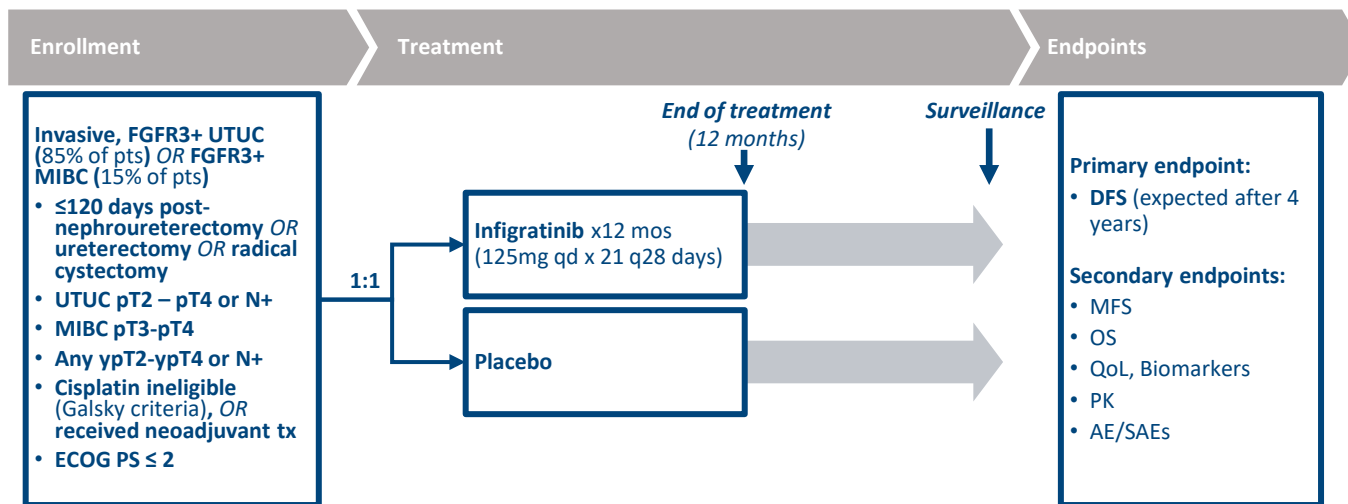 Enrollment
Treatment
Endpoints
Invasive, FGFR3+ UTUC
(85% of pts) OR FGFR3+
MIBC (15% of pts)
• ≤120 days post-
nephroureterectomy OR
ureterectomy OR radical
cystectomy
• UTUC pT2 – pT4 or N+
• MIBC pT3-pT4
• Any ypT2-ypT4 or N+
• Cisplatin ineligible
(Galsky criteria), OR
received neoadjuvant tx
• ECOG PS ≤ 2
1:1
Infigratinib x12 mos
(125mg qd x 21 q28 days)
Placebo
End of treatment
(12 months)
Surveillance
Primary endpoint:
• DFS (expected after 4
years)
Secondary endpoints:
• MFS
• OS
• QoL, Biomarkers
• PK
• AE/SAEs